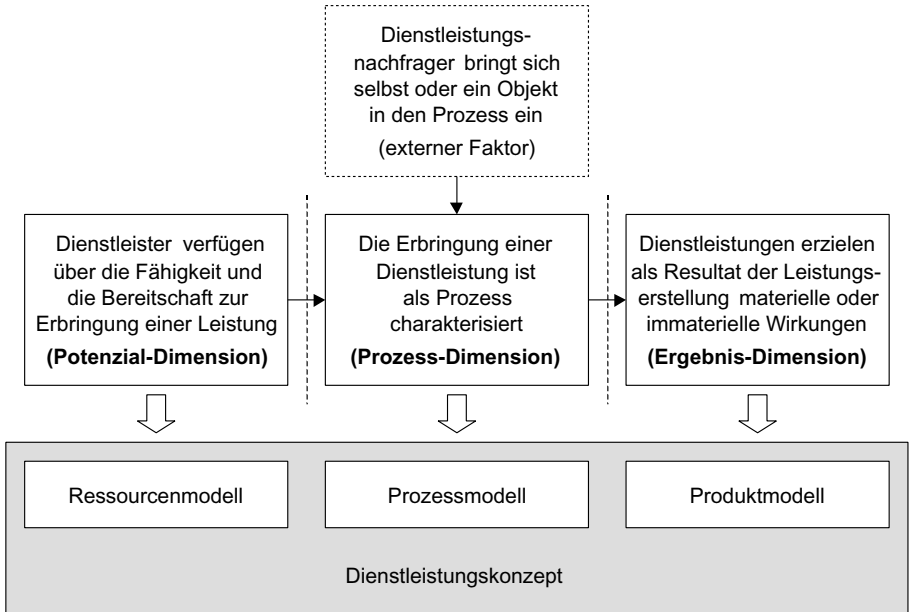 Dienstleistungs-
nachfrager bringt sich
selbst oder ein Objekt
in den Prozess ein
(externer Faktor)
Dienstleister verfügen
über die Fähigkeit und
die Bereitschaft zur
Erbringung einer Leistung
(Potenzial-Dimension)
Die Erbringung einer
Dienstleistung ist
als Prozess
charakterisiert
(Prozess-Dimension)
Dienstleistungen erzielen
als Resultat der Leistungs-
erstellung materielle oder
immaterielle Wirkungen
(Ergebnis-Dimension)
Ressourcenmodell
Prozessmodell
Produktmodell
Dienstleistungskonzept